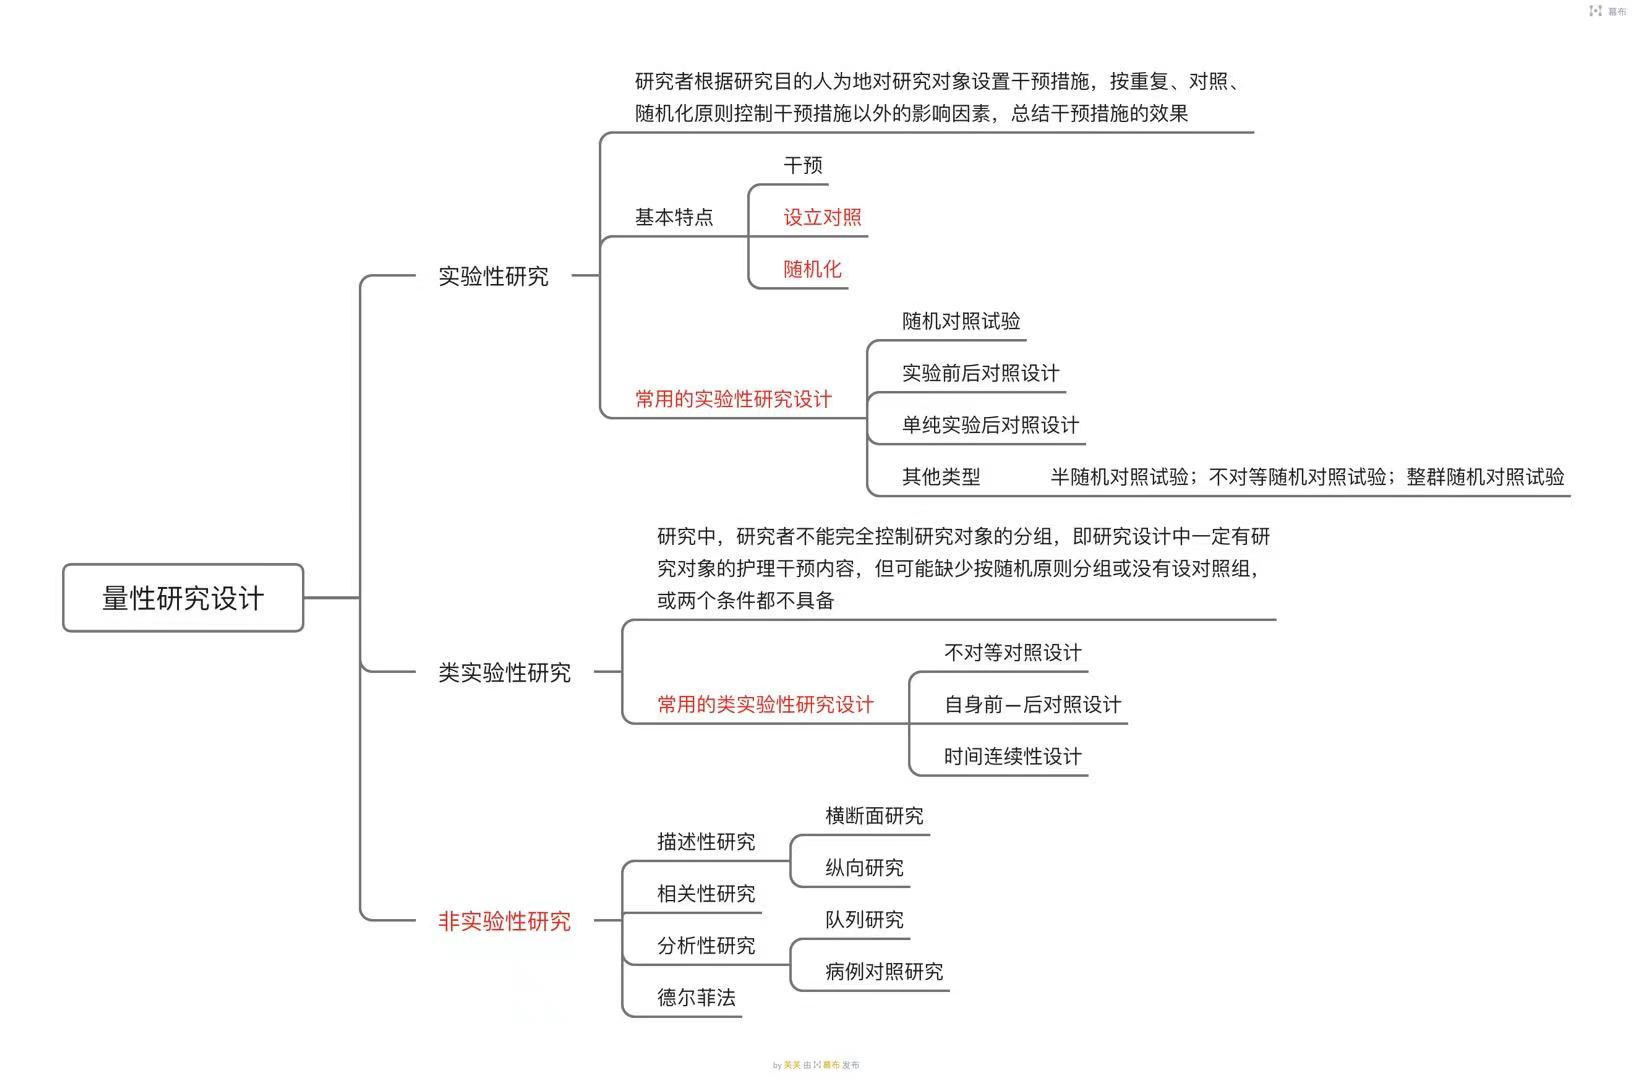 幕布
研究者根据研究目的人为地对研究对象设置干预措施，按重复、对照、
随机化原则控制干预措施以外的影响因素，总结干预措施的效果
干预
基本特点
设立对照
随机化
实验性研究
随机对照试验
实验前后对照设计
常用的实验性研究设计
单纯实验后对照设计
其他类型 半随机对照试验；不对等随机对照试验；整群随机对照试验
研究中，研究者不能完全控制研究对象的分组，即研究设计中一定有研
究对象的护理干预内容，但可能缺少按随机原则分组或没有设对照组，
或两个条件都不具备
量性研究设计
不对等对照设计
类实验性研究
常用的类实验性研究设计
自身前—后对照设计
时间连续性设计
横断面研究
描述性研究
纵向研究
相关性研究
非实验性研究
队列研究
分析性研究
病例对照研究
德尔菲法
by 芙芙 由 幕布 发布